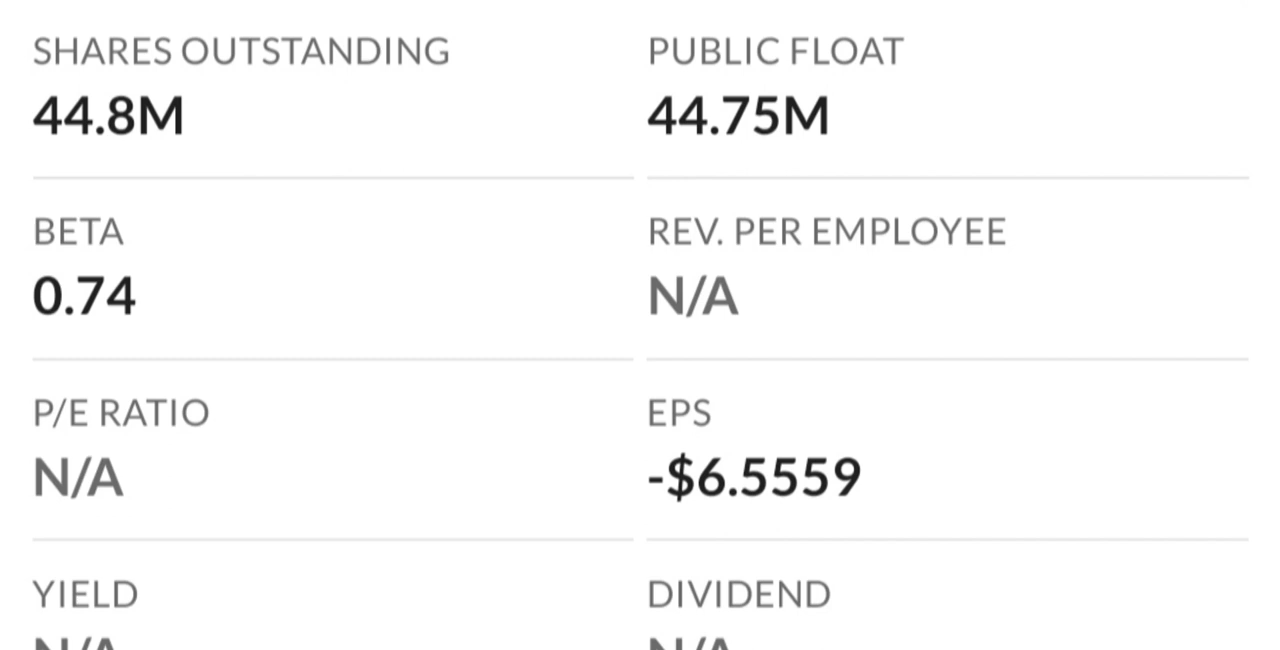 SHARES OUTSTANDING
44.8M
PUBLIC FLOAT
44.75M
BETA
0.74
REV. PER EMPLOYEE
N/A
P/E RATIO
N/A
EPS
-$6.5559
YIELD
N/A
DIVIDEND
N/A